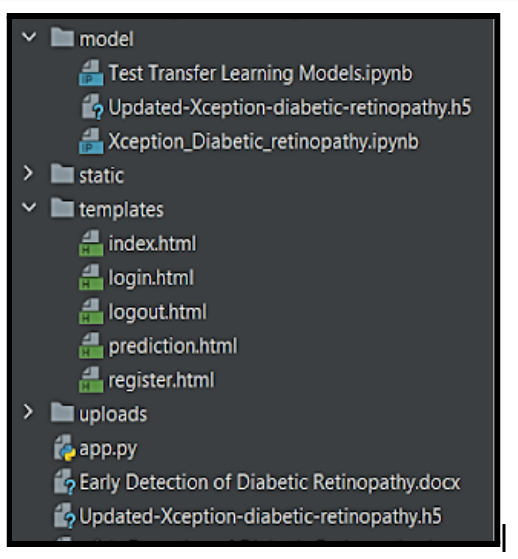 model
Test Transfer Learning Models.ipynb
Updated-Xception-diabetic-retinopathy.h5
Xception_Diabetic_retinopathy.ipynb
static
templates
index.html
login.html
logout.html
prediction.html
register.html
uploads
app.py
Early Detection of Diabetic Retinopathy.docx
Updated-Xception-diabetic-retinopathy.h5